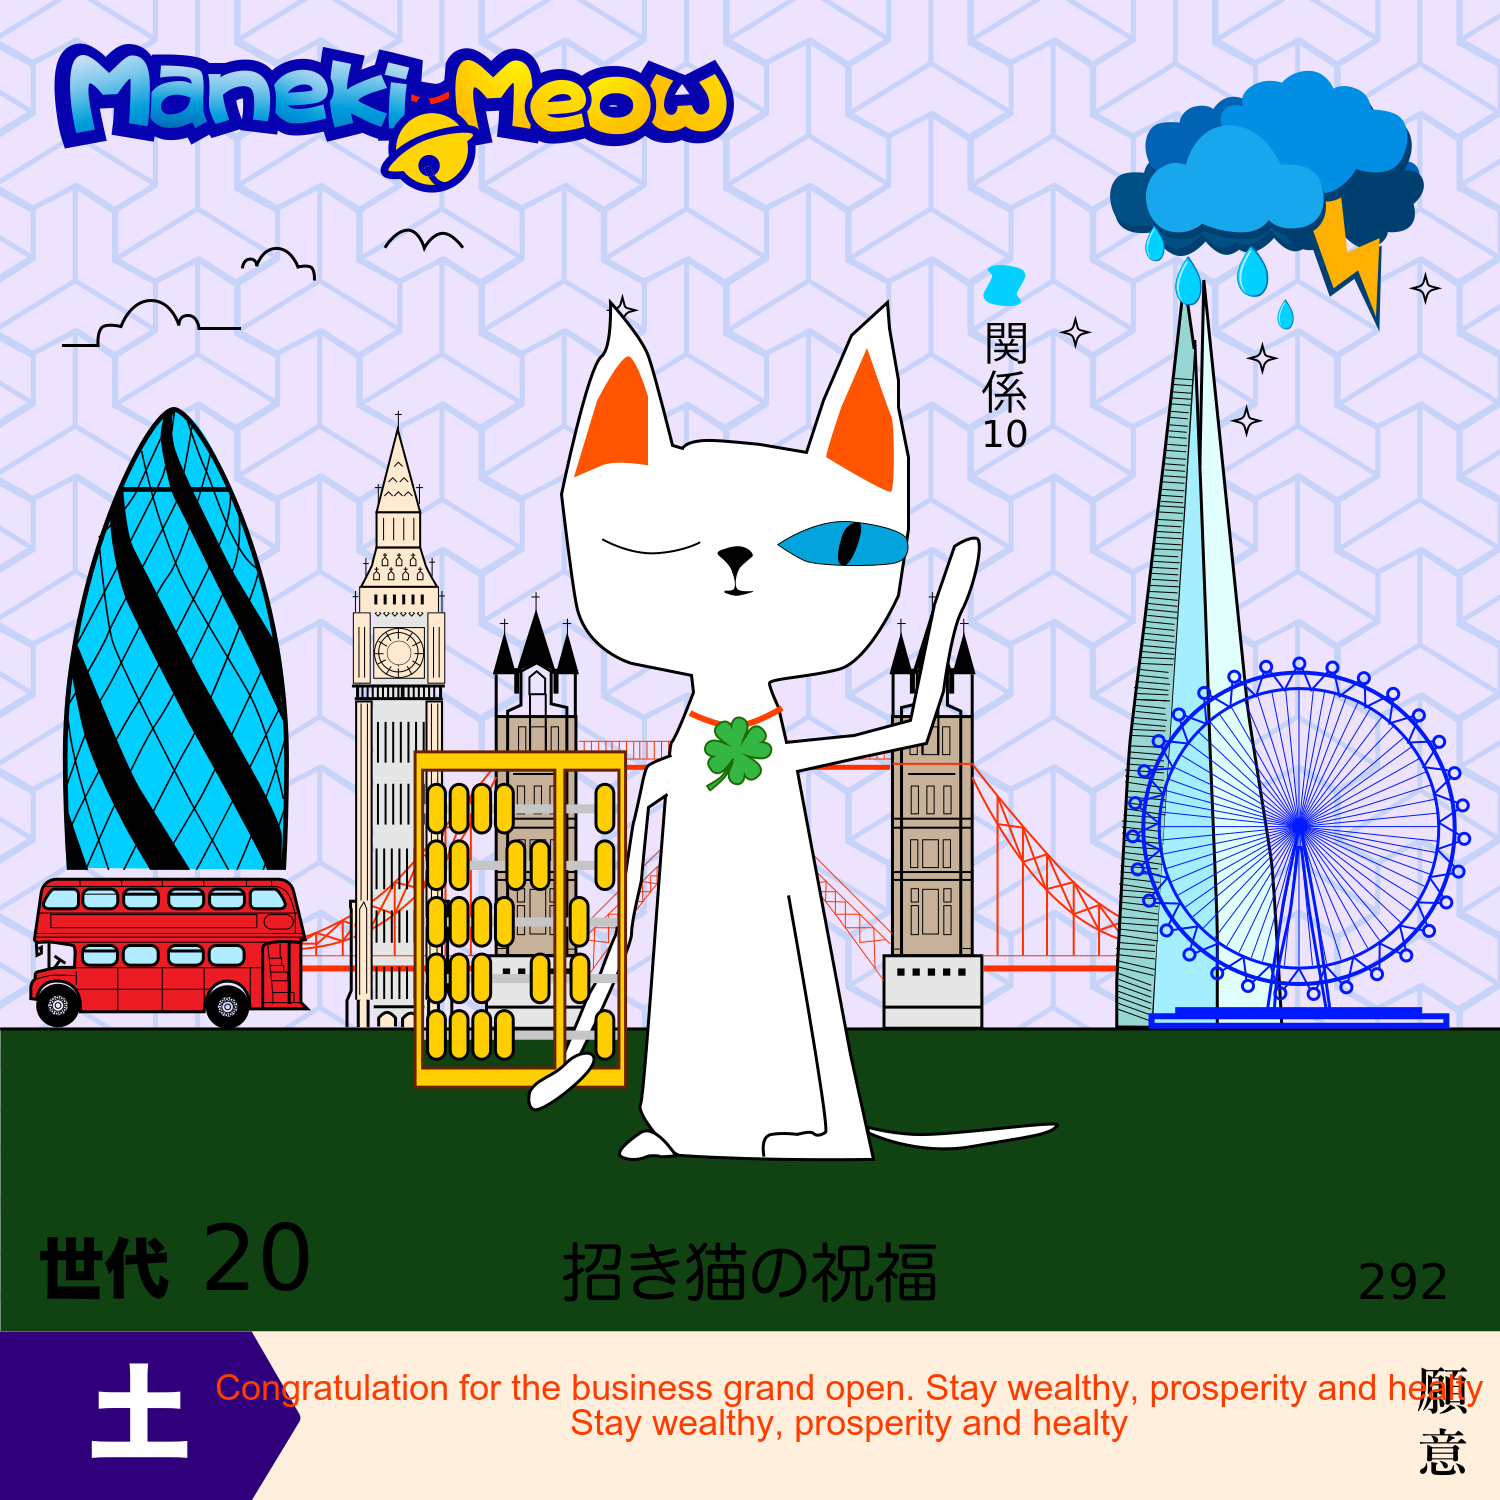 Maneki-Meow
関
係
10
世代 20
招き猫の祝福
292
土
Congratulation for the business grand open. Stay wealthy, prosperity and healty
Stay wealthy, prosperity and healty
願
意